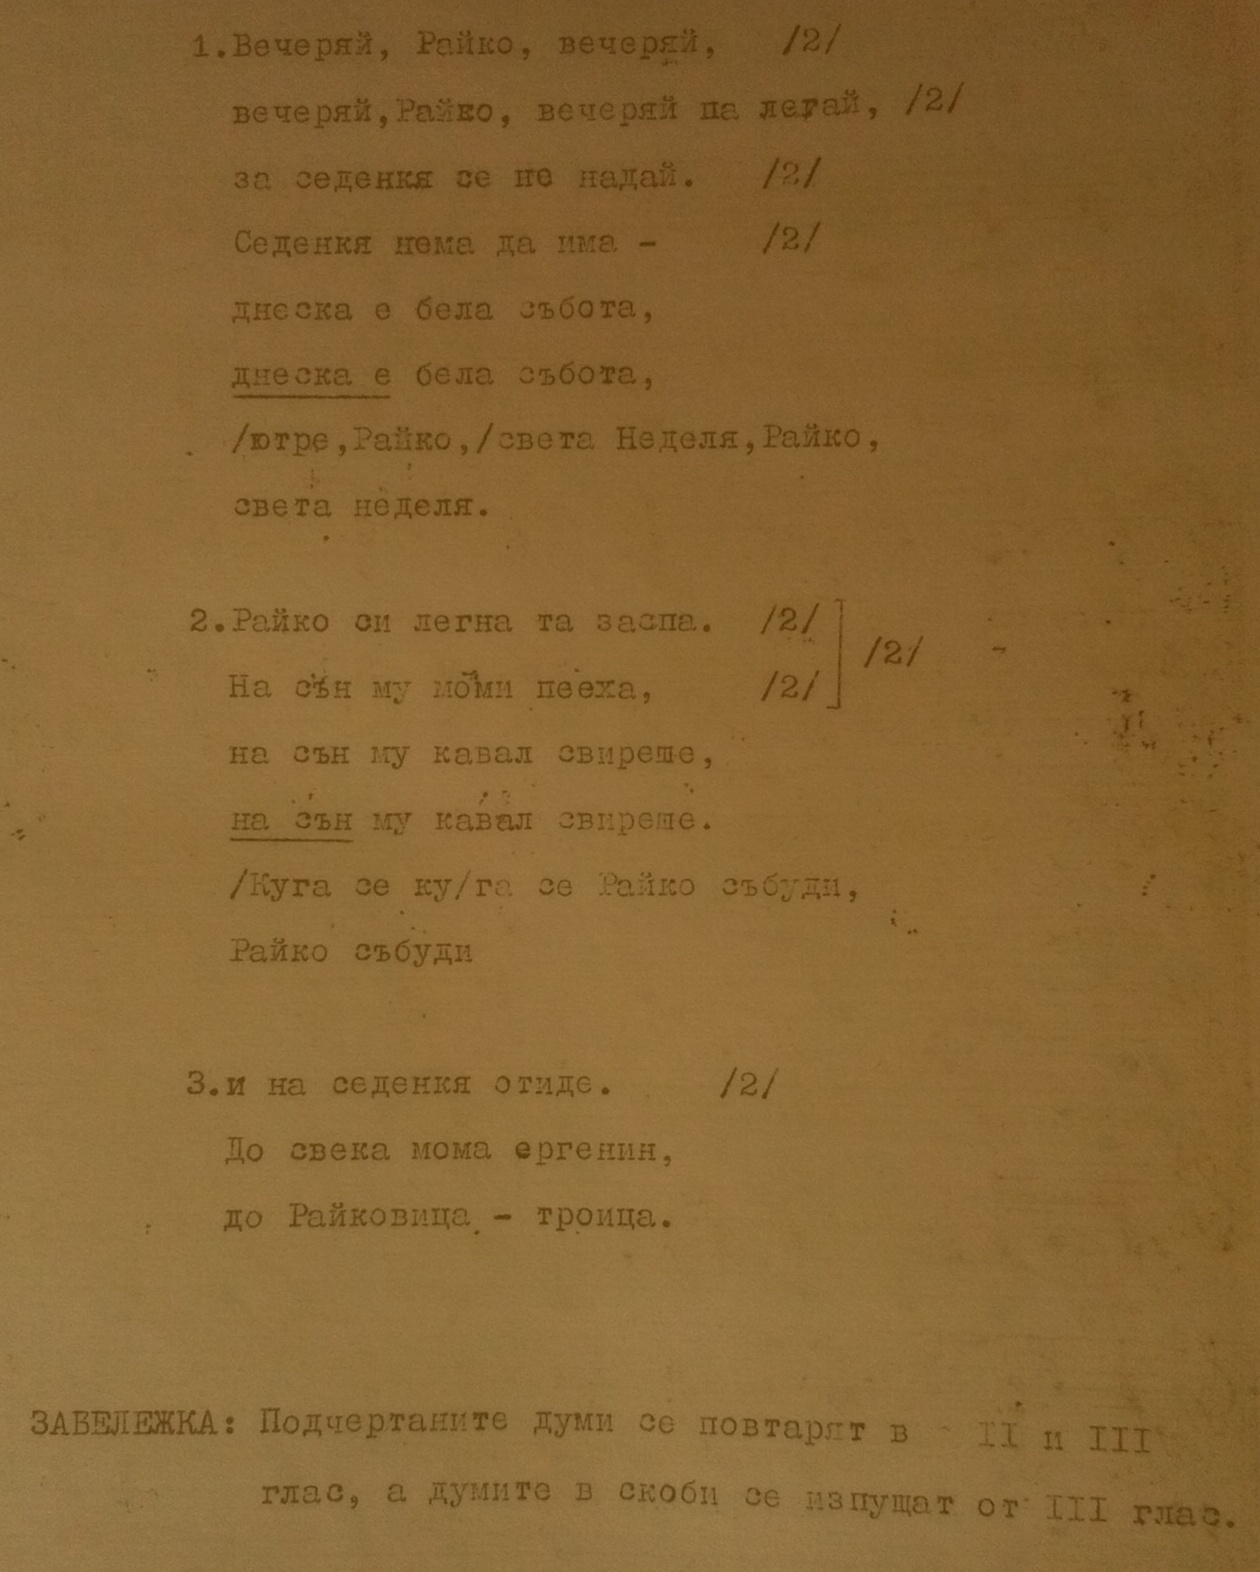 1.Вечеряй, Райко, вечеряй, /2/
вечеряй,Райко, вечеряй па легай, /2/
за седенкя се не надай. /2/
Седенкя нема да има - /2/
днеска е бела събота,
днеска е бела събота,
/ютре,Райко,/света Неделя,Райко,
света неделя.
2.Райко си легна та заспа. /2/
На сън му моми пееха, /2/ /2/
на сън му кавал свиреше,
на сън му кавал свиреше.
/Куга се ку/га се Райко събуди,
Райко събуди
3.и на седенкя отиде. /2/
До свека мома ергенин,
до Райковица - троица.
ЗАБЕЛЕЖКА: Подчертаните думи се повтарят в II и III
глас, а думите в скоби се изпущат от III глас.